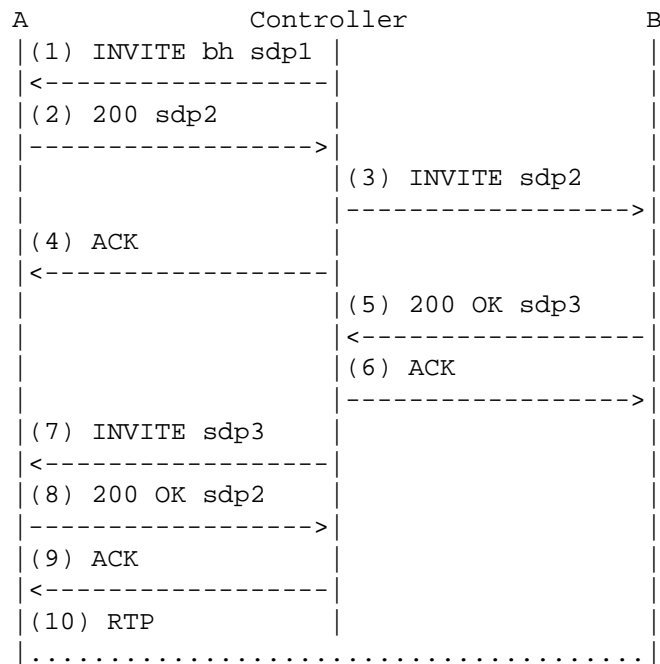 A Controller B
(1) INVITE bh sdp1
(2) 200 sdp2
(3) INVITE sdp2
(4) ACK
(5) 200 OK sdp3
(6) ACK
(7) INVITE sdp3
(8) 200 OK sdp2
(9) ACK
(10) RTP